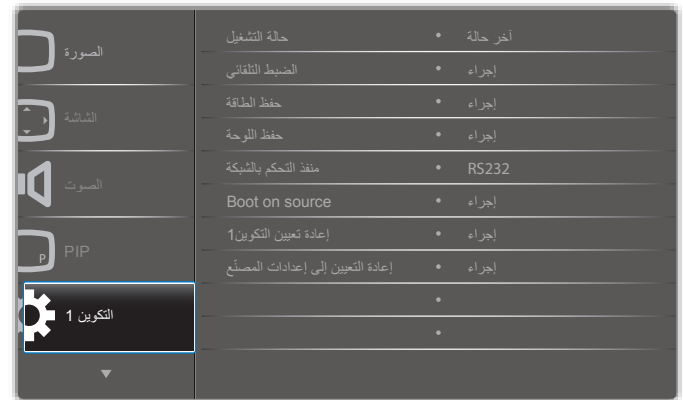 الصورة
الشاشة
الصوت
PIP
P
التكوين 1
حالة التشغيل • آخر حالة
الضبط التلقائي • إجراء
حفظ الطاقة • إجراء
حفظ اللوحة • إجراء
منفذ التحكم بالشبكة • RS232
Boot on source • إجراء
إعادة تعيين التكوين1 • إجراء
إعادة التعيين إلى إعدادات المصنّع • إجراء
•
•